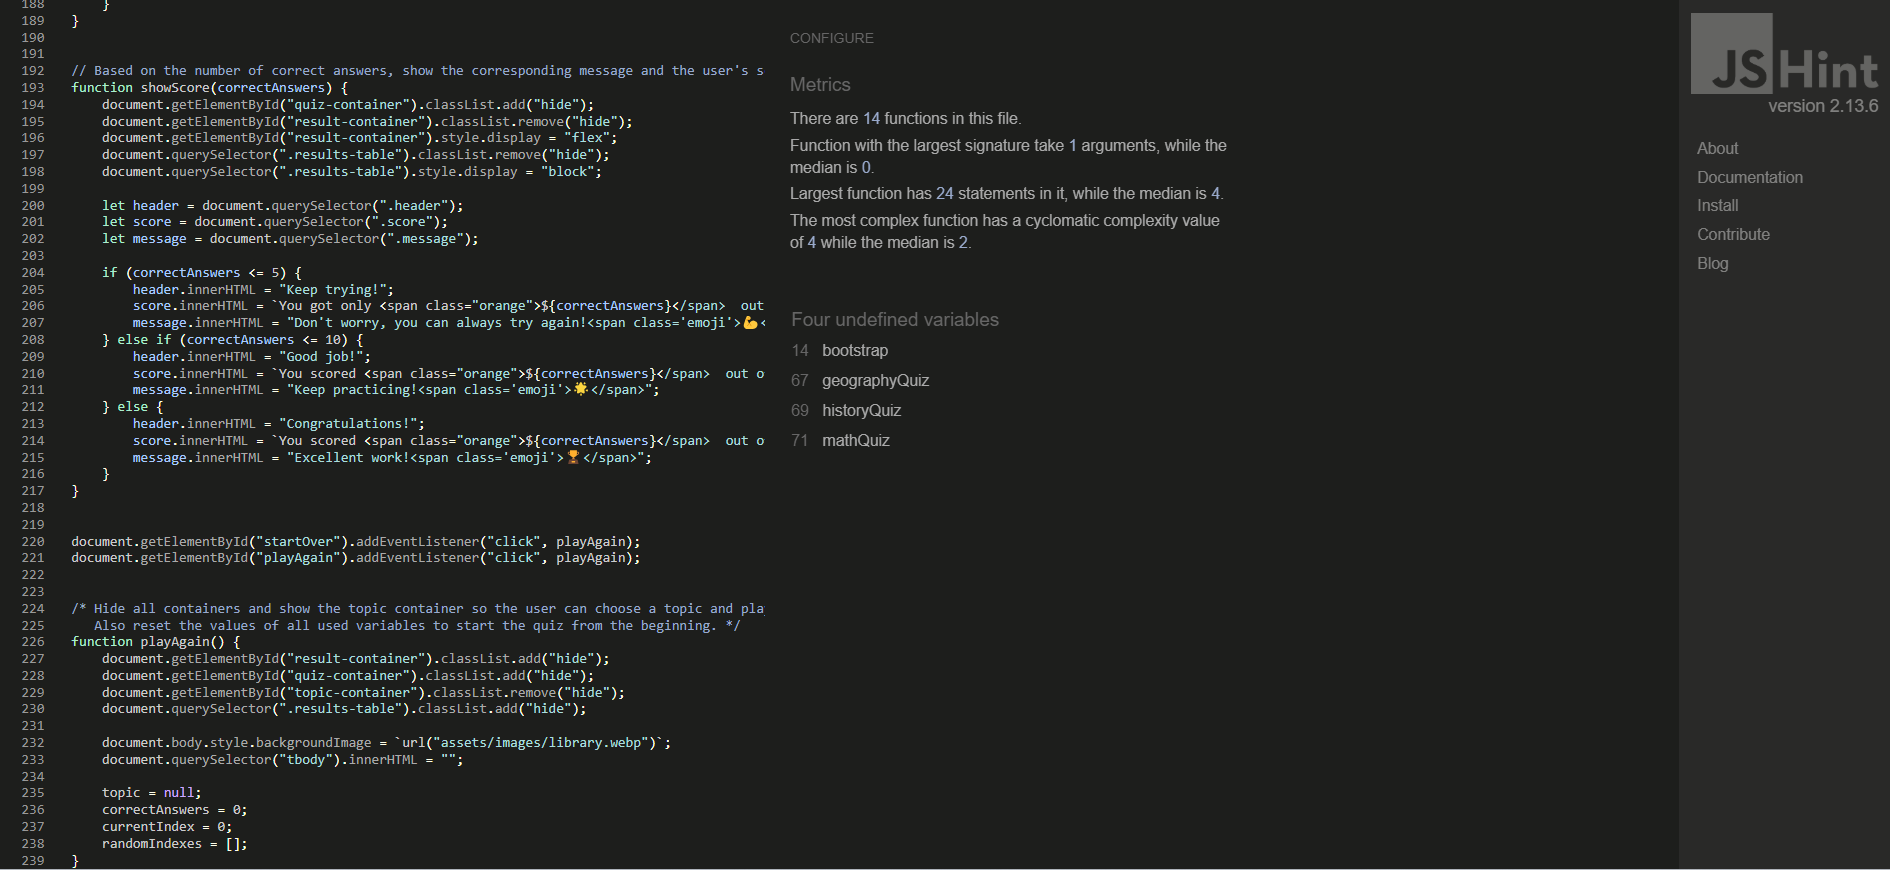 188         }
189     }
190
191
192     // Based on the number of correct answers, show the corresponding message and the user's s
193     function showScore(correctAnswers) {
194         document.getElementById("quiz-container").classList.add("hide");
195         document.getElementById("result-container").classList.remove("hide");
196         document.getElementById("result-container").style.display = "flex";
197         document.querySelector(".results-table").classList.remove("hide");
198         document.querySelector(".results-table").style.display = "block";
199
200         let header = document.querySelector(".header");
201         let score = document.querySelector(".score");
202         let message = document.querySelector(".message");
203
204         if (correctAnswers <= 5) {
205             header.innerHTML = "Keep trying!";
206             score.innerHTML = `You got only <span class="orange">${correctAnswers}</span>  out
207             message.innerHTML = "Don't worry, you can always try again!<span class='emoji'>💪<
208         } else if (correctAnswers <= 10) {
209             header.innerHTML = "Good job!";
210             score.innerHTML = `You scored <span class="orange">${correctAnswers}</span>  out o
211             message.innerHTML = "Keep practicing!<span class='emoji'>🌟</span>";
212         } else {
213             header.innerHTML = "Congratulations!";
214             score.innerHTML = `You scored <span class="orange">${correctAnswers}</span>  out o
215             message.innerHTML = "Excellent work!<span class='emoji'>🏆</span>";
216         }
217     }
218
219
220     document.getElementById("startOver").addEventListener("click", playAgain);
221     document.getElementById("playAgain").addEventListener("click", playAgain);
222
223
224     /* Hide all containers and show the topic container so the user can choose a topic and pla
225        Also reset the values of all used variables to start the quiz from the beginning. */
226     function playAgain() {
227         document.getElementById("result-container").classList.add("hide");
228         document.getElementById("quiz-container").classList.add("hide");
229         document.getElementById("topic-container").classList.remove("hide");
230         document.querySelector(".results-table").classList.add("hide");
231
232         document.body.style.backgroundImage = `url("assets/images/library.webp")`;
233         document.querySelector("tbody").innerHTML = "";
234
235         topic = null;
236         correctAnswers = 0;
237         currentIndex = 0;
238         randomIndexes = [];
239     }
CONFIGURE
Metrics
There are 14 functions in this file.
Function with the largest signature take 1 arguments, while the
median is 0.
Largest function has 24 statements in it, while the median is 4.
The most complex function has a cyclomatic complexity value
of 4 while the median is 2.
Four undefined variables
14 bootstrap
67 geographyQuiz
69 historyQuiz
71 mathQuiz
JSHint
version 2.13.6
About
Documentation
Install
Contribute
Blog